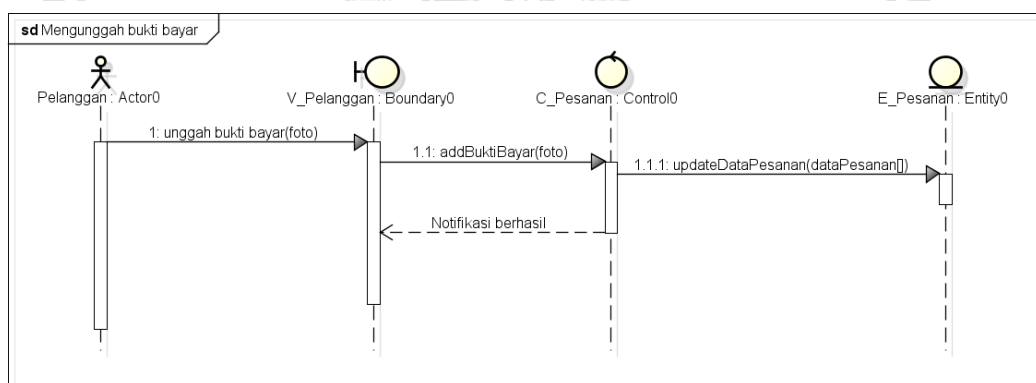 sd Mengunggah bukti bayar
Pelanggan : Actor0
V_Pelanggan : Boundary0
C_Pesanan : Control0
E_Pesanan : Entity0
1: unggah bukti bayar(foto)
1.1: addBuktiBayar(foto)
1.1.1: updateDataPesanan(dataPesanan[])
Notifikasi berhasil